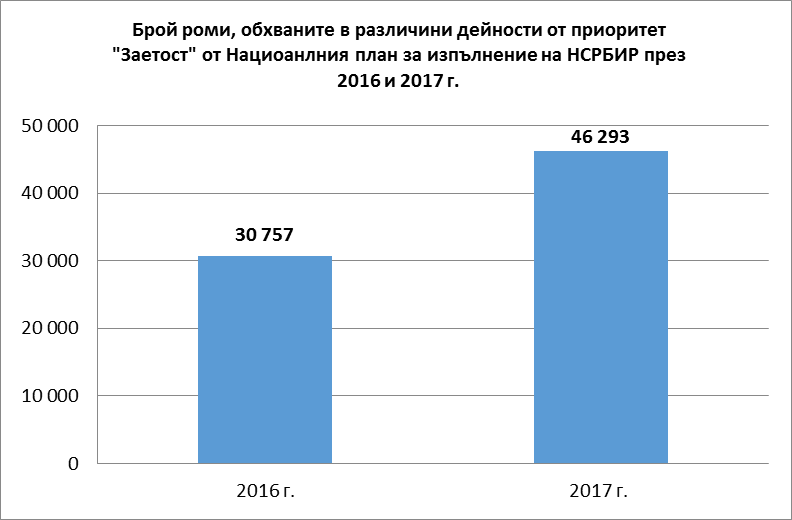 Брой роми, обхваните в различини дейности от приоритет
"Заетост" от Нациоанлния план за изпълнение на НСРБИР през
2016 и 2017 г.
50 000
46 293
40 000
30 757
30 000
20 000
10 000
0
2016 г.
2017 г.